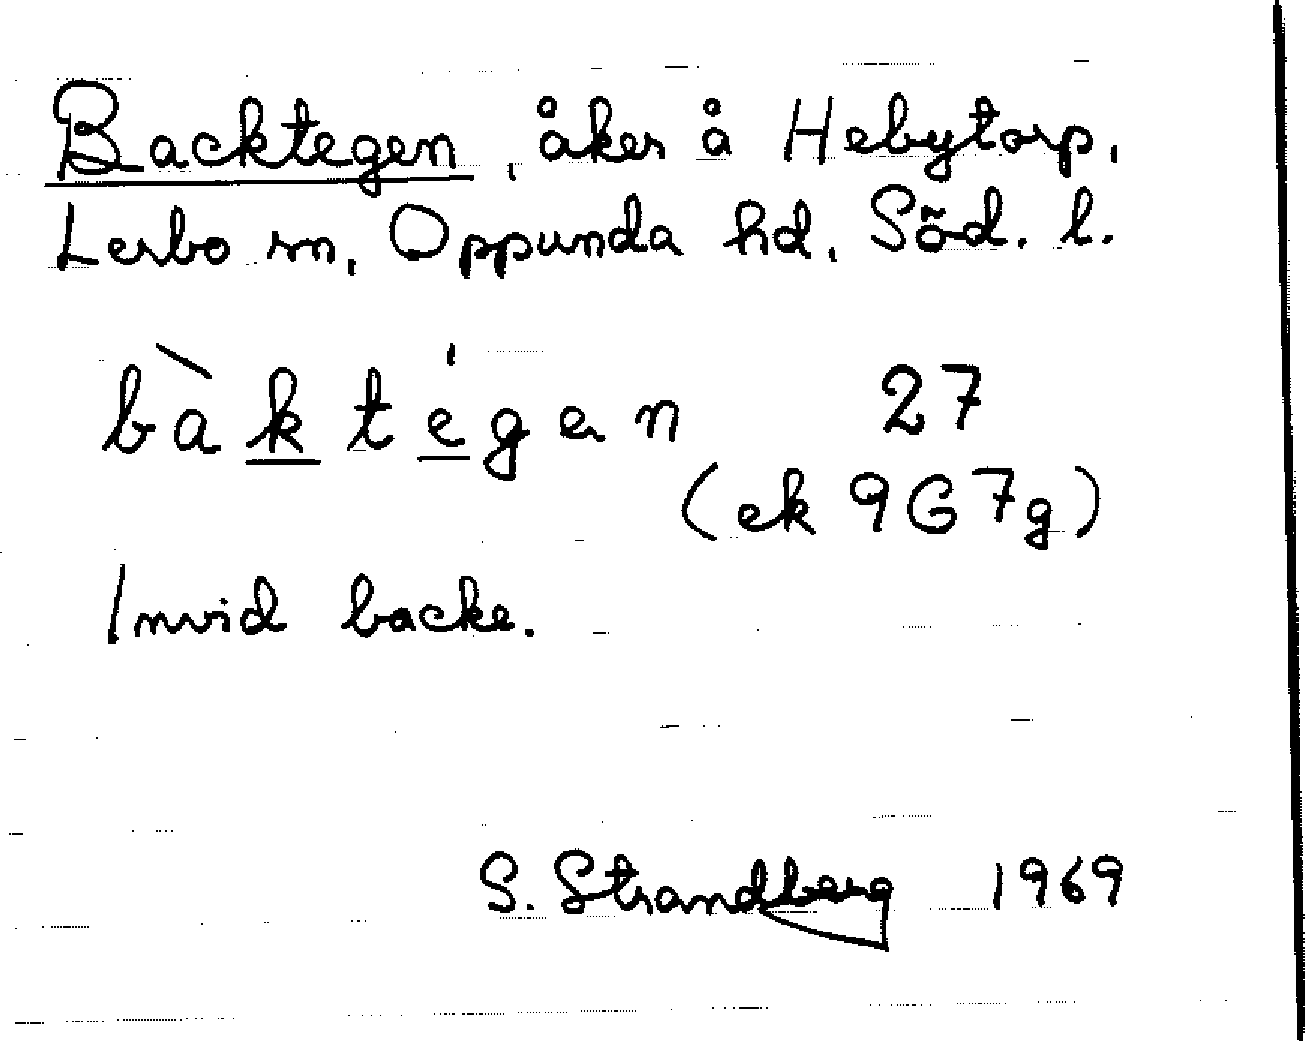 Backtegen, åker å Hebytorp,
Lerbo sn, Oppunda hd, Söd. l.
bàktégen 27
(ek 9G7g)
Invid backe.
S. Strandberg 1969